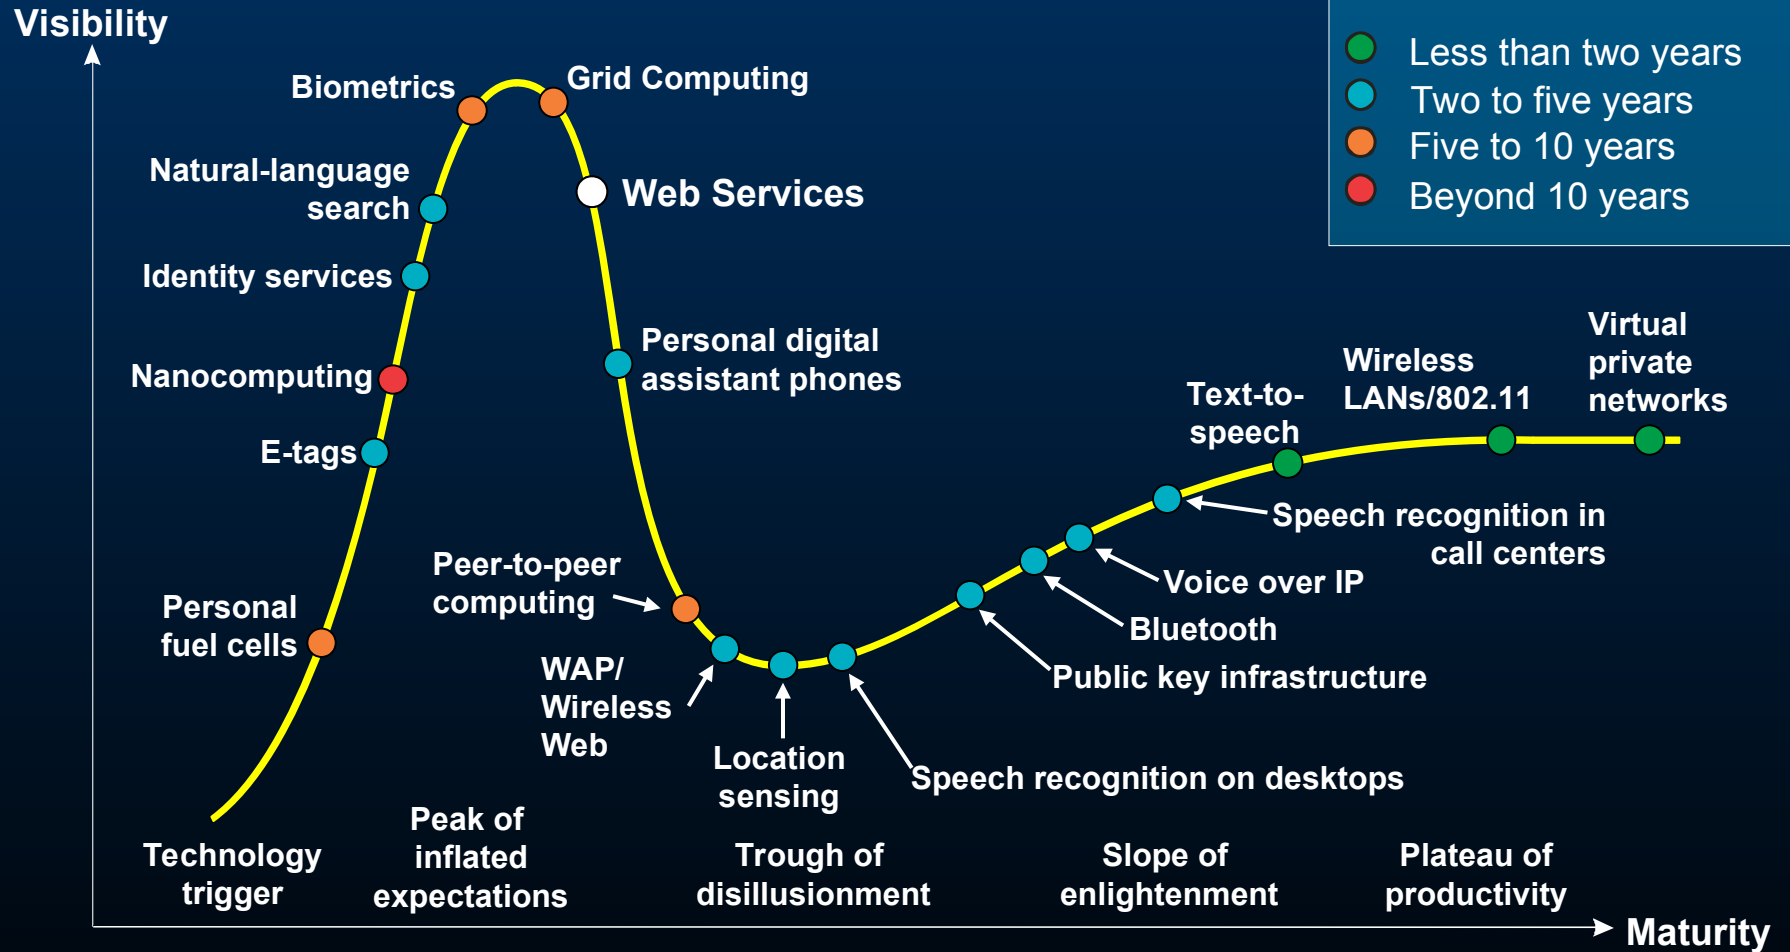 Visibility
Less than two years
Two to five years
Five to 10 years
Beyond 10 years
Biometrics
Grid Computing
Natural-language
search
Web Services
Identity services
Nanocomputing
E-tags
Personal digital
assistant phones
Virtual
private
networks
Wireless
LANs/802.11
Text-to-
speech
Speech recognition in
call centers
Peer-to-peer
computing
Voice over IP
Bluetooth
Public key infrastructure
Personal
fuel cells
WAP/
Wireless
Web
Location
sensing
Speech recognition on desktops
Technology
trigger
Peak of
inflated
expectations
Trough of
disillusionment
Slope of
enlightenment
Plateau of
productivity
Maturity